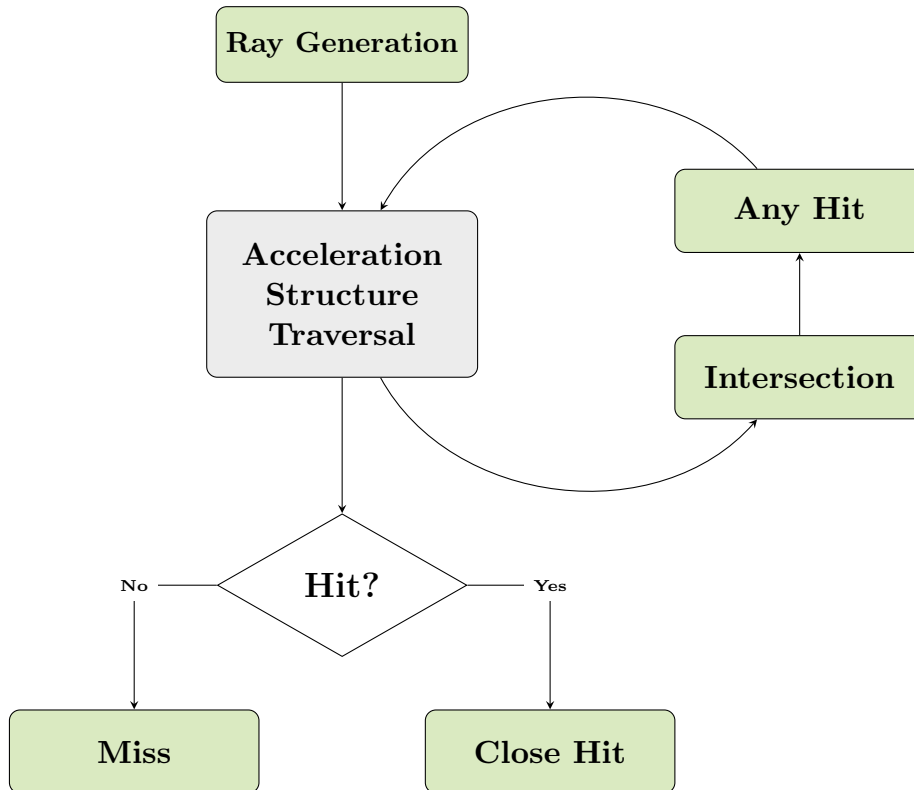 Ray Generation
Any Hit
Acceleration
Structure
Traversal
Intersection
Hit?
No
Yes
Miss
Close Hit